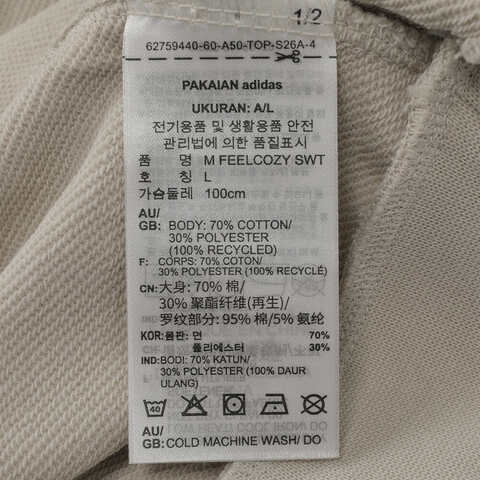 1/2
62759440-60-A50-TOP-S26A-4
PAKAIAN adidas
UKURAN: A/L
전기용품 및 생활용품 안전
관리법에 의한 품질표시
품 명 M FEELCOZY SWT
호 칭 L
가슴둘레 100cm
AU/
GB: BODY: 70% COTTON/
30% POLYESTER
(100% RECYCLED)
F: CORPS: 70% COTON/
30% POLYESTER (100% RECYCLÉ)
CN: 大身: 70% 棉/
30% 聚酯纤维(再生)/
罗纹部分: 95% 棉/5% 氨纶
KOR: 몸판: 면 70%
폴리에스터 30%
IND: BODI: 70% KATUN/
30% POLYESTER (100% DAUR
ULANG)
40
AU/
GB: COLD MACHINE WASH/ DO